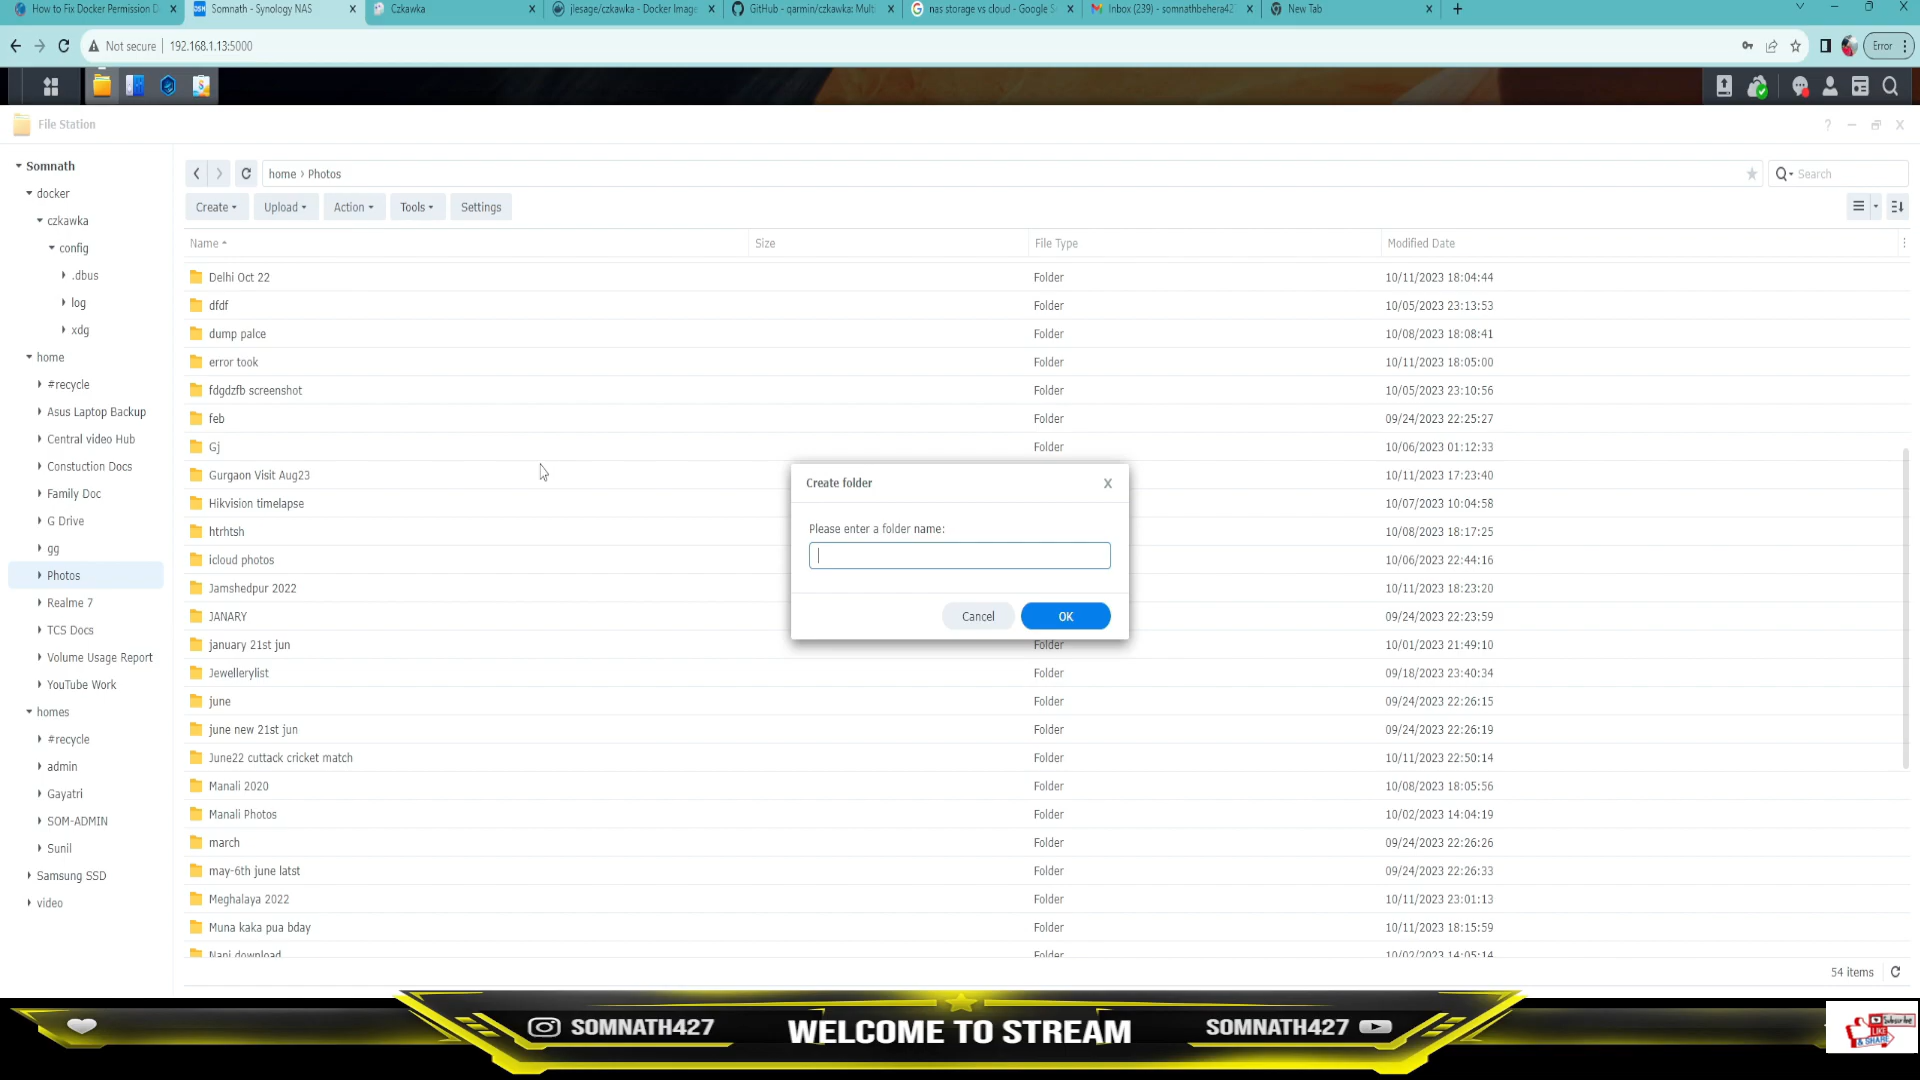 How to Fix Docker Permission D
Somnath - Synology NAS
Czkawka
jlesage/czkawka - Docker Image
GitHub - qarmin/czkawka: Multi
nas storage vs cloud - Google S
Inbox (239) - somnathbehera427
New Tab
Not secure
192.168.1.13:5000
Error
File Station
Somnath
docker
czkawka
config
.dbus
log
xdg
home
#recycle
Asus Laptop Backup
Central video Hub
Constuction Docs
Family Doc
G Drive
gg
Photos
Realme 7
TCS Docs
Volume Usage Report
YouTube Work
homes
#recycle
admin
Gayatri
SOM-ADMIN
Sunil
Samsung SSD
video
home › Photos
Search
Create
Upload
Action
Tools
Settings
Name Size File Type Modified Date
Delhi Oct 22 Folder 10/11/2023 18:04:44
dfdf Folder 10/05/2023 23:13:53
dump palce Folder 10/08/2023 18:08:41
error took Folder 10/11/2023 18:05:00
fdgdzfb screenshot Folder 10/05/2023 23:10:56
feb Folder 09/24/2023 22:25:27
Gj Folder 10/06/2023 01:12:33
Gurgaon Visit Aug23 10/11/2023 17:23:40
Hikvision timelapse 10/07/2023 10:04:58
htrhtsh 10/08/2023 18:17:25
icloud photos 10/06/2023 22:44:16
Jamshedpur 2022 10/11/2023 18:23:20
JANARY 09/24/2023 22:23:59
january 21st jun Folder 10/01/2023 21:49:10
Jewellerylist Folder 09/18/2023 23:40:34
june Folder 09/24/2023 22:26:15
june new 21st jun Folder 09/24/2023 22:26:19
June22 cuttack cricket match Folder 10/11/2023 22:50:14
Manali 2020 Folder 10/08/2023 18:05:56
Manali Photos Folder 10/02/2023 14:04:19
march Folder 09/24/2023 22:26:26
may-6th june latst Folder 09/24/2023 22:26:33
Meghalaya 2022 Folder 10/11/2023 23:01:13
Muna kaka pua bday Folder 10/11/2023 18:15:59
Nani download Folder 10/02/2023 14:05:14
Create folder
Please enter a folder name:
Cancel
OK
54 items
SOMNATH427
WELCOME TO STREAM
SOMNATH427
Subscribe
LIKE
& SHARE